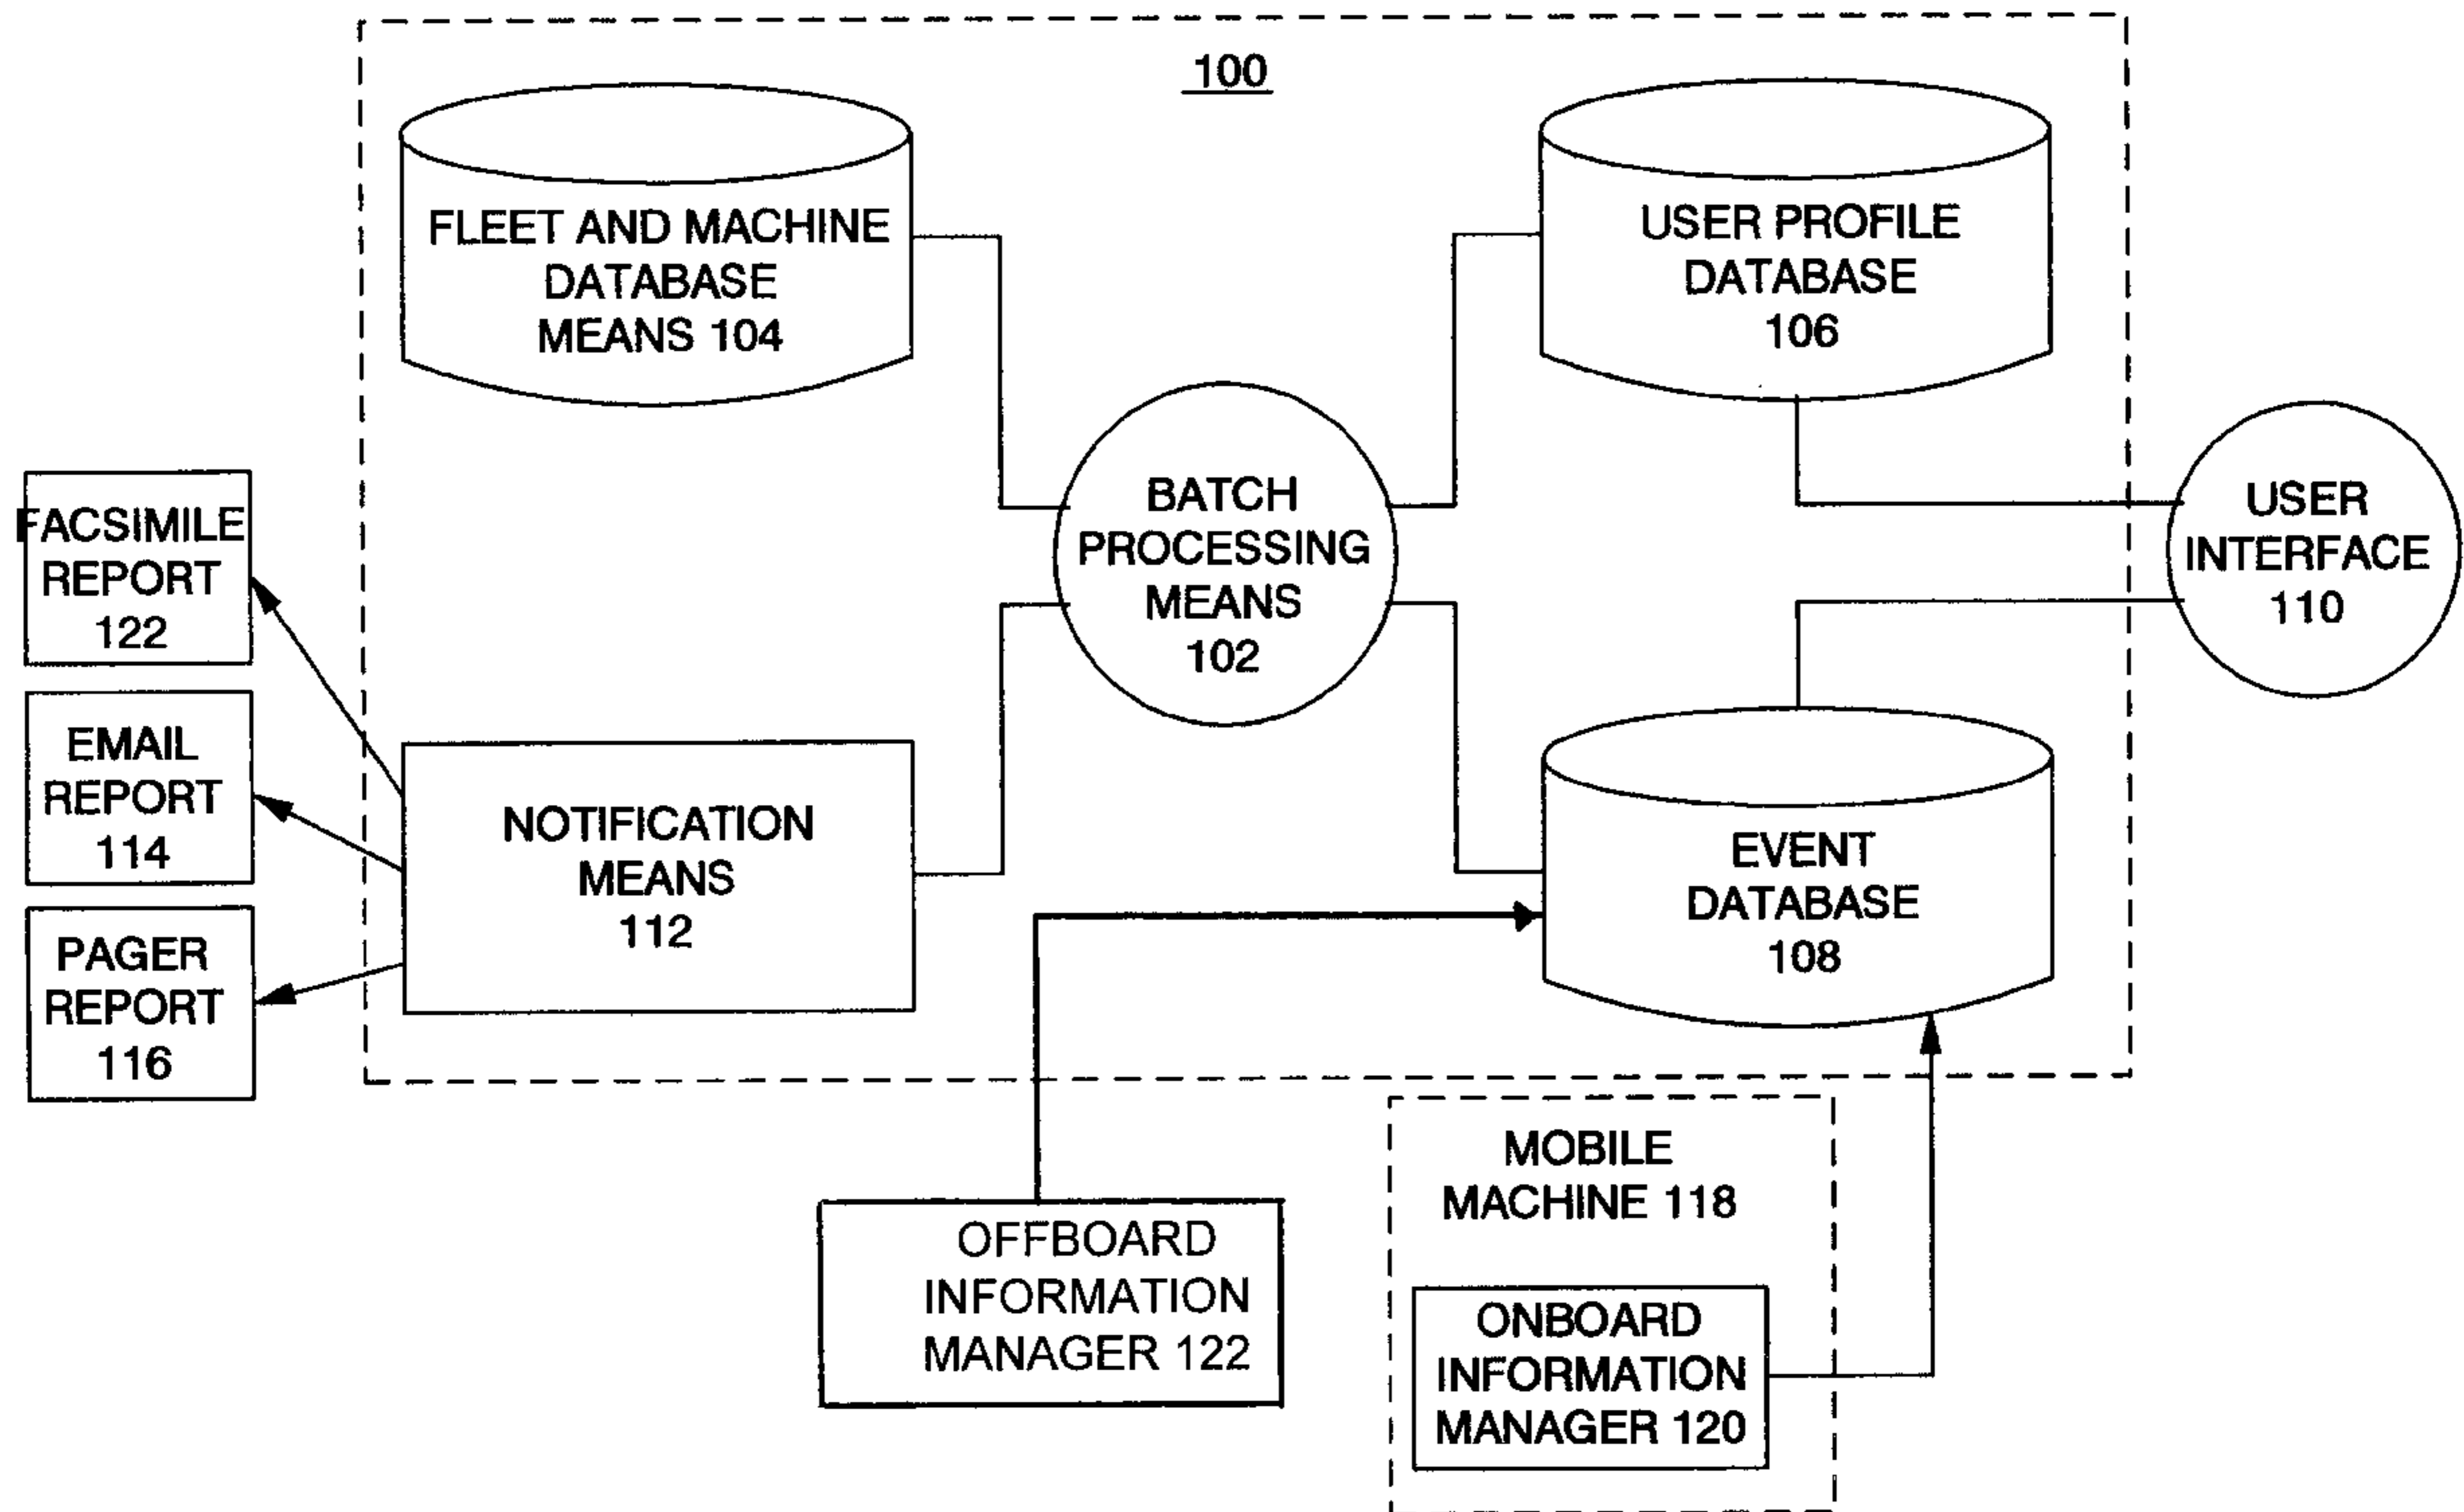 100
FLEET AND MACHINE
DATABASE
MEANS 104
USER PROFILE
DATABASE
106
BATCH
PROCESSING
MEANS
102
USER
INTERFACE
110
FACSIMILE
REPORT
122
EMAIL
REPORT
114
PAGER
REPORT
116
NOTIFICATION
MEANS
112
EVENT
DATABASE
108
OFFBOARD
INFORMATION
MANAGER 122
MOBILE
MACHINE 118
ONBOARD
INFORMATION
MANAGER 120